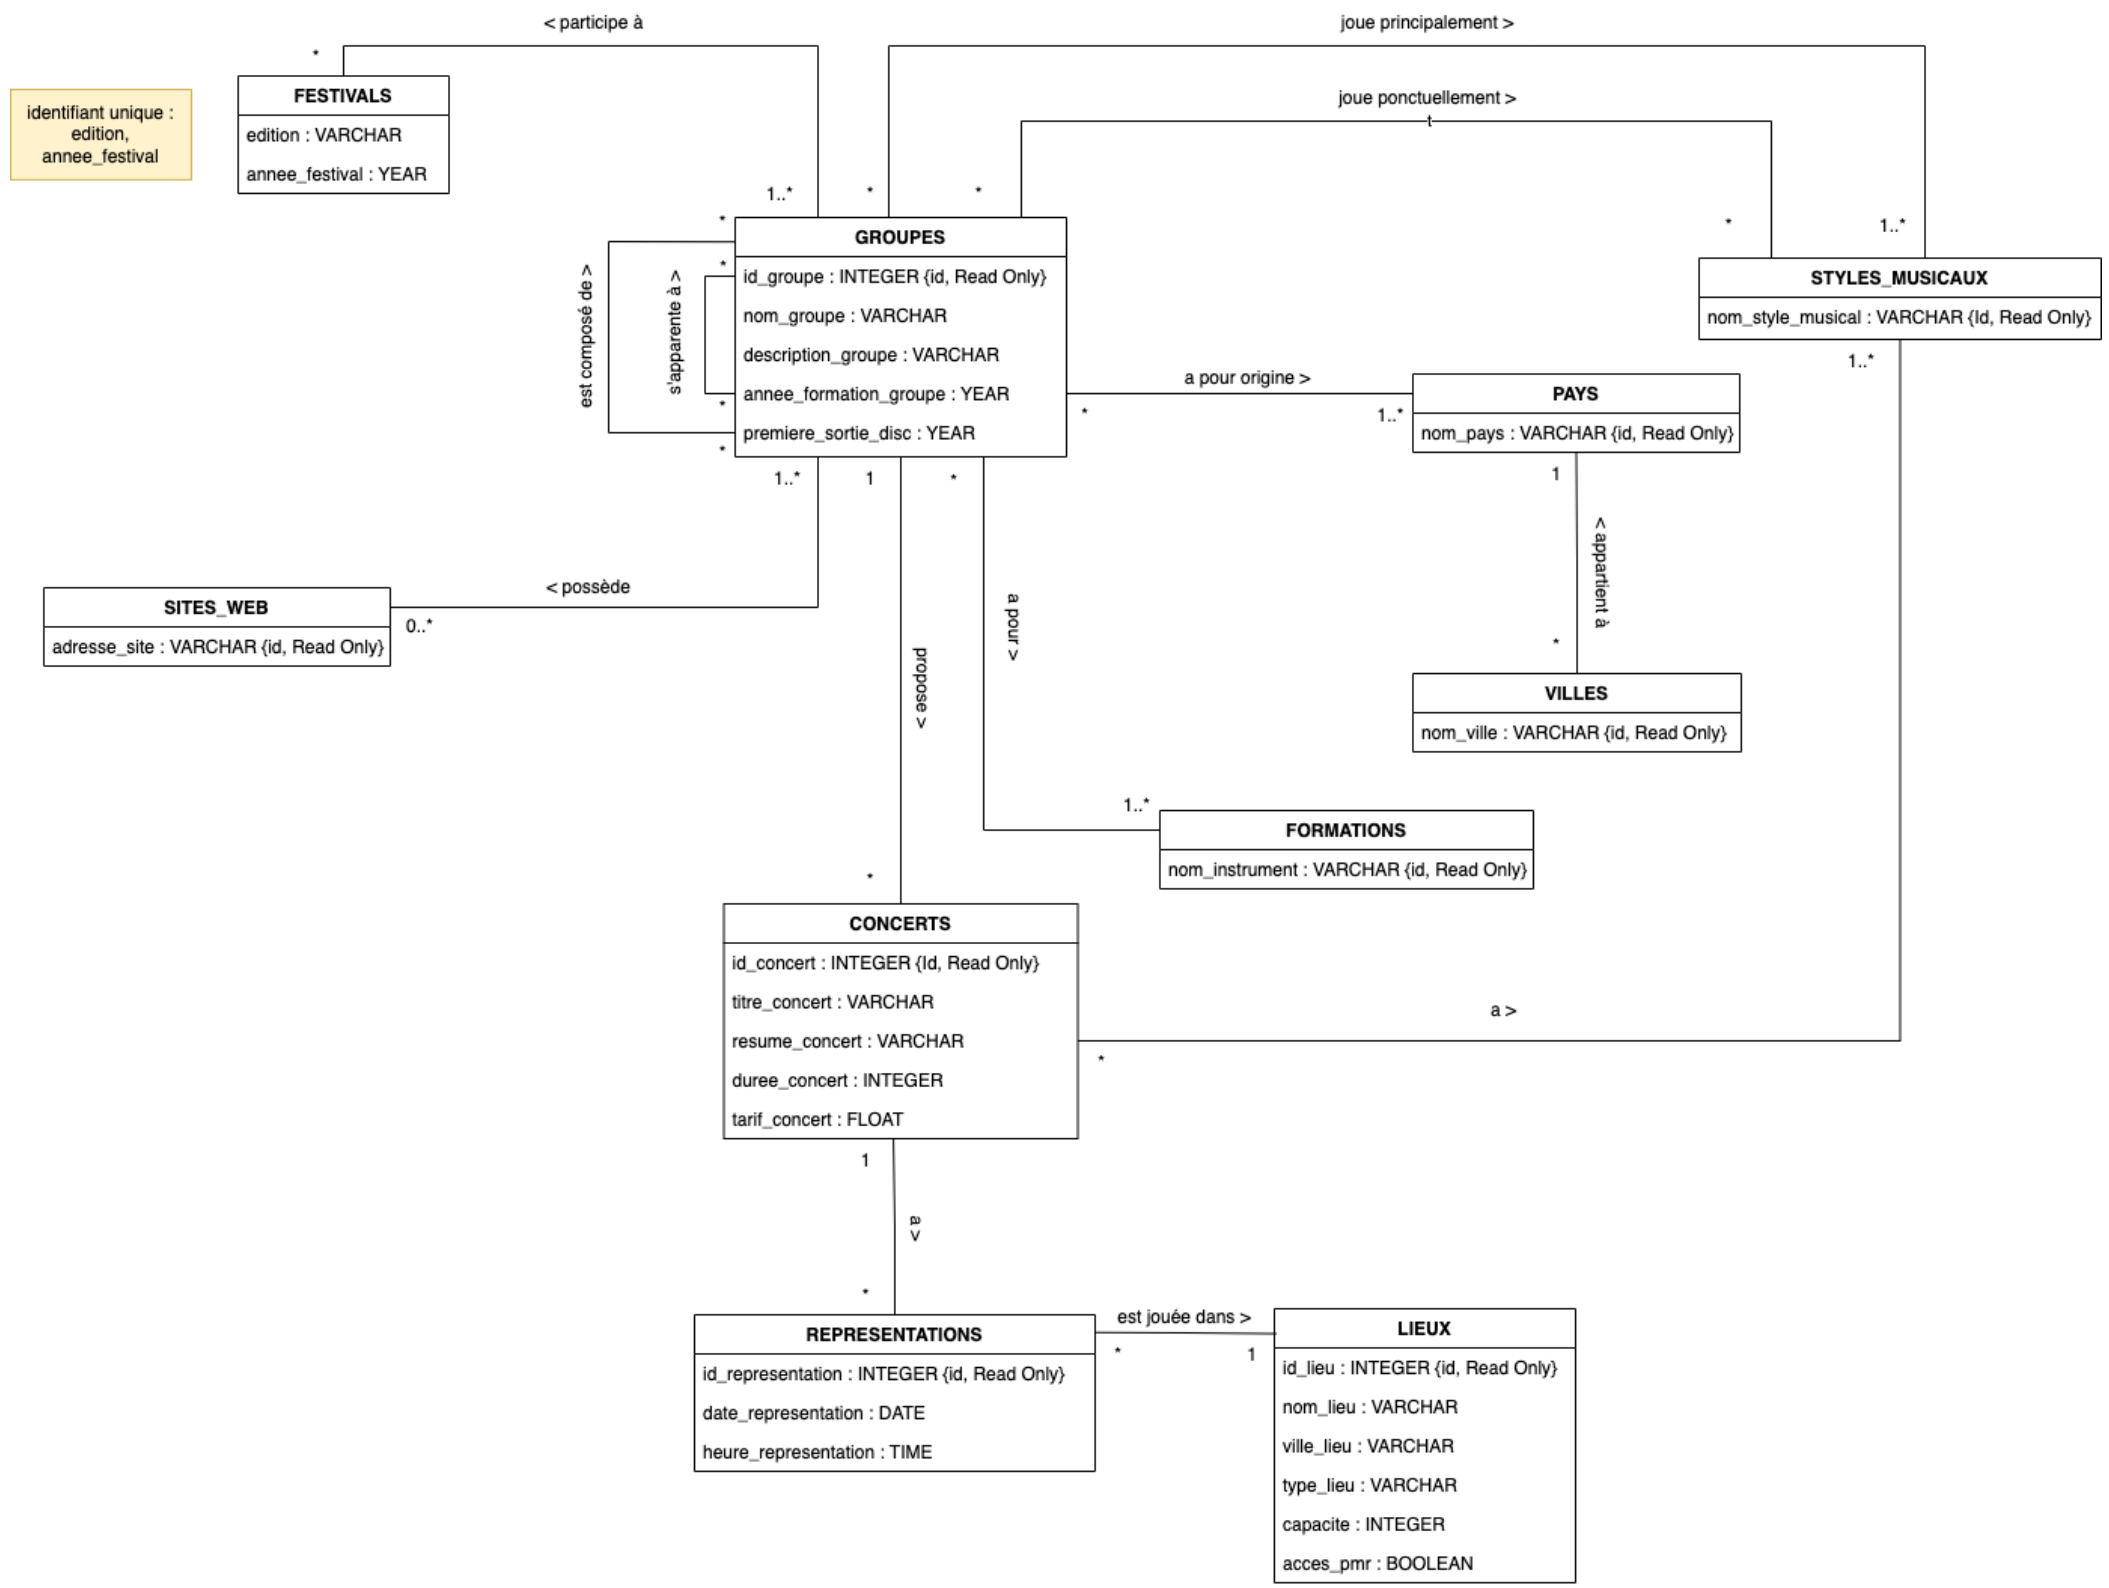 < participe à
joue principalement >
*
FESTIVALS
edition : VARCHAR
annee_festival : YEAR
identifiant unique :
edition,
annee_festival
joue ponctuellement >
t
1..*
*
*
*
1..*
*
GROUPES
id_groupe : INTEGER {id, Read Only}
nom_groupe : VARCHAR
description_groupe : VARCHAR
annee_formation_groupe : YEAR
premiere_sortie_disc : YEAR
est composé de >
s'apparente à >
*
*
*
STYLES_MUSICAUX
nom_style_musical : VARCHAR {Id, Read Only}
1..*
a pour origine >
*
1..*
PAYS
nom_pays : VARCHAR {id, Read Only}
1
< appartient à
*
VILLES
nom_ville : VARCHAR {id, Read Only}
1..*
1
*
< possède
SITES_WEB
adresse_site : VARCHAR {id, Read Only}
0..*
propose >
a pour >
1..*
FORMATIONS
nom_instrument : VARCHAR {id, Read Only}
*
CONCERTS
id_concert : INTEGER {Id, Read Only}
titre_concert : VARCHAR
resume_concert : VARCHAR
duree_concert : INTEGER
tarif_concert : FLOAT
a >
*
1
a >
*
REPRESENTATIONS
id_representation : INTEGER {id, Read Only}
date_representation : DATE
heure_representation : TIME
est jouée dans >
*
1
LIEUX
id_lieu : INTEGER {id, Read Only}
nom_lieu : VARCHAR
ville_lieu : VARCHAR
type_lieu : VARCHAR
capacite : INTEGER
acces_pmr : BOOLEAN